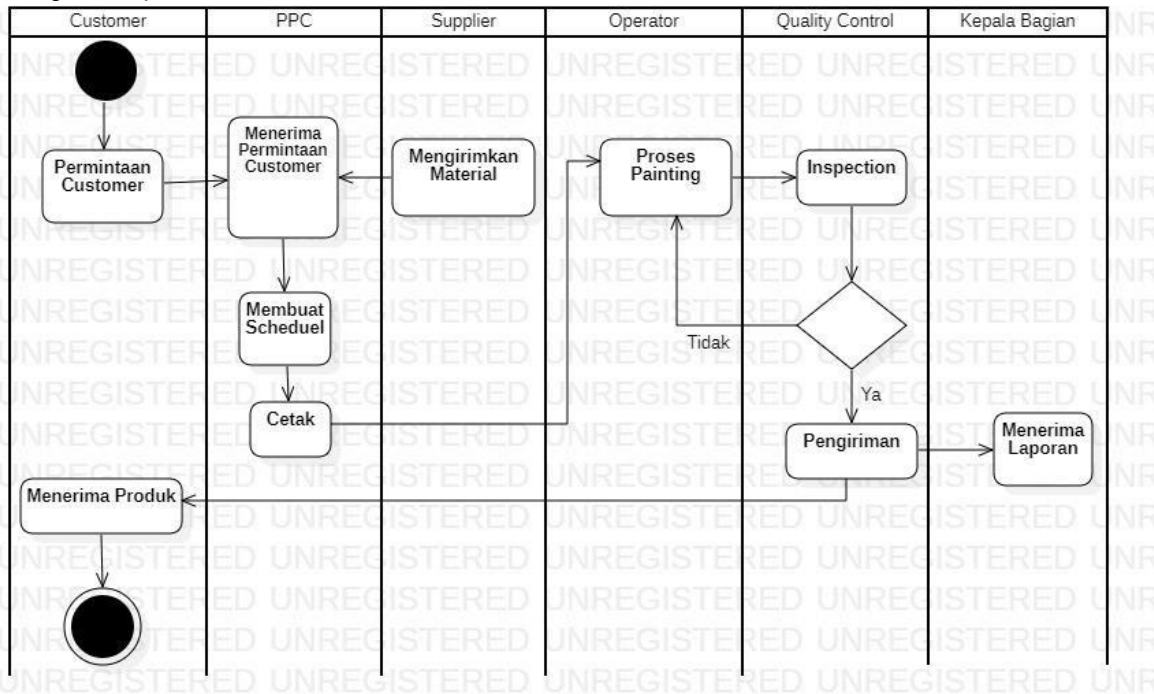 Customer
PPC
Supplier
Operator
Quality Control
Kepala Bagian
Permintaan
Customer
Menerima
Permintaan
Customer
Mengirimkan
Material
Proses
Painting
Inspection
Membuat
Scheduel
Tidak
Ya
Cetak
Pengiriman
Menerima
Laporan
Menerima Produk
UNREGISTERED